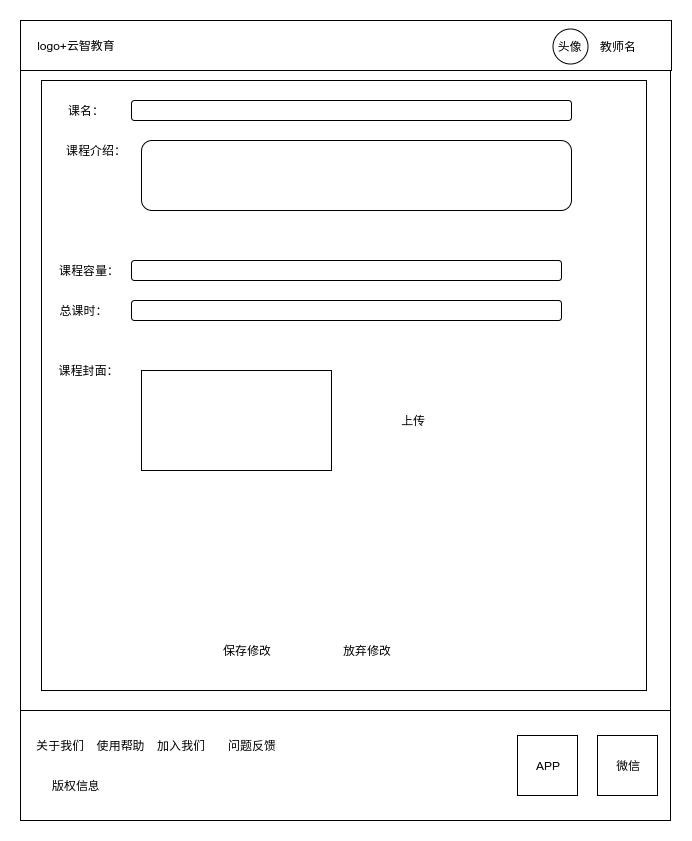 logo+云智教育 头像 教师名
课名:
课程介绍:
课程容量:
总课时:
课程封面:
上传
保存修改 放弃修改
关于我们 使用帮助 加入我们 问题反馈
APP 微信
版权信息